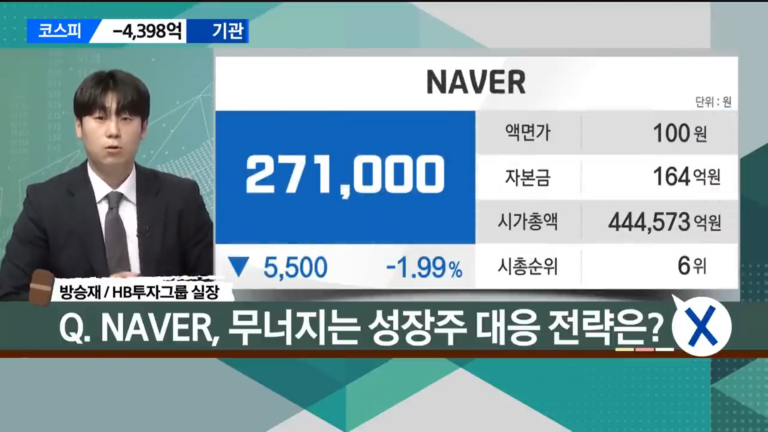 코스피 -4,398억 기관
NAVER
단위 : 원
271,000
▼ 5,500 -1.99%
액면가 100원
자본금 164억원
시가총액 444,573억원
시총순위 6위
방승재 / HB투자그룹 실장
Q. NAVER, 무너지는 성장주 대응 전략은? X